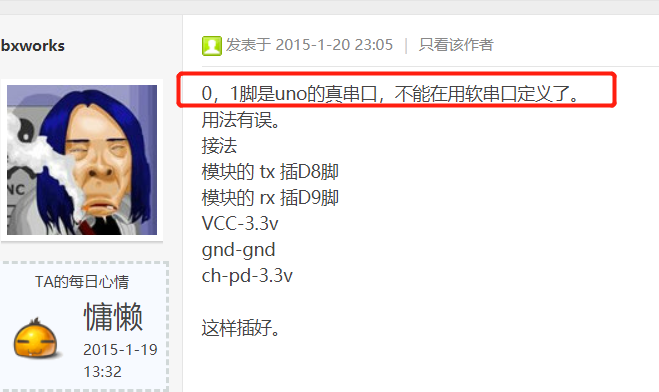 bxworks
发表于 2015-1-20 23:05 | 只看该作者
0，1脚是uno的真串口，不能在用软串口定义了。
用法有误。
接法
模块的 tx 插D8脚
模块的 rx 插D9脚
VCC-3.3v
gnd-gnd
ch-pd-3.3v
这样插好。
NC
TA的每日心情
慵懒
2015-1-19
13:32